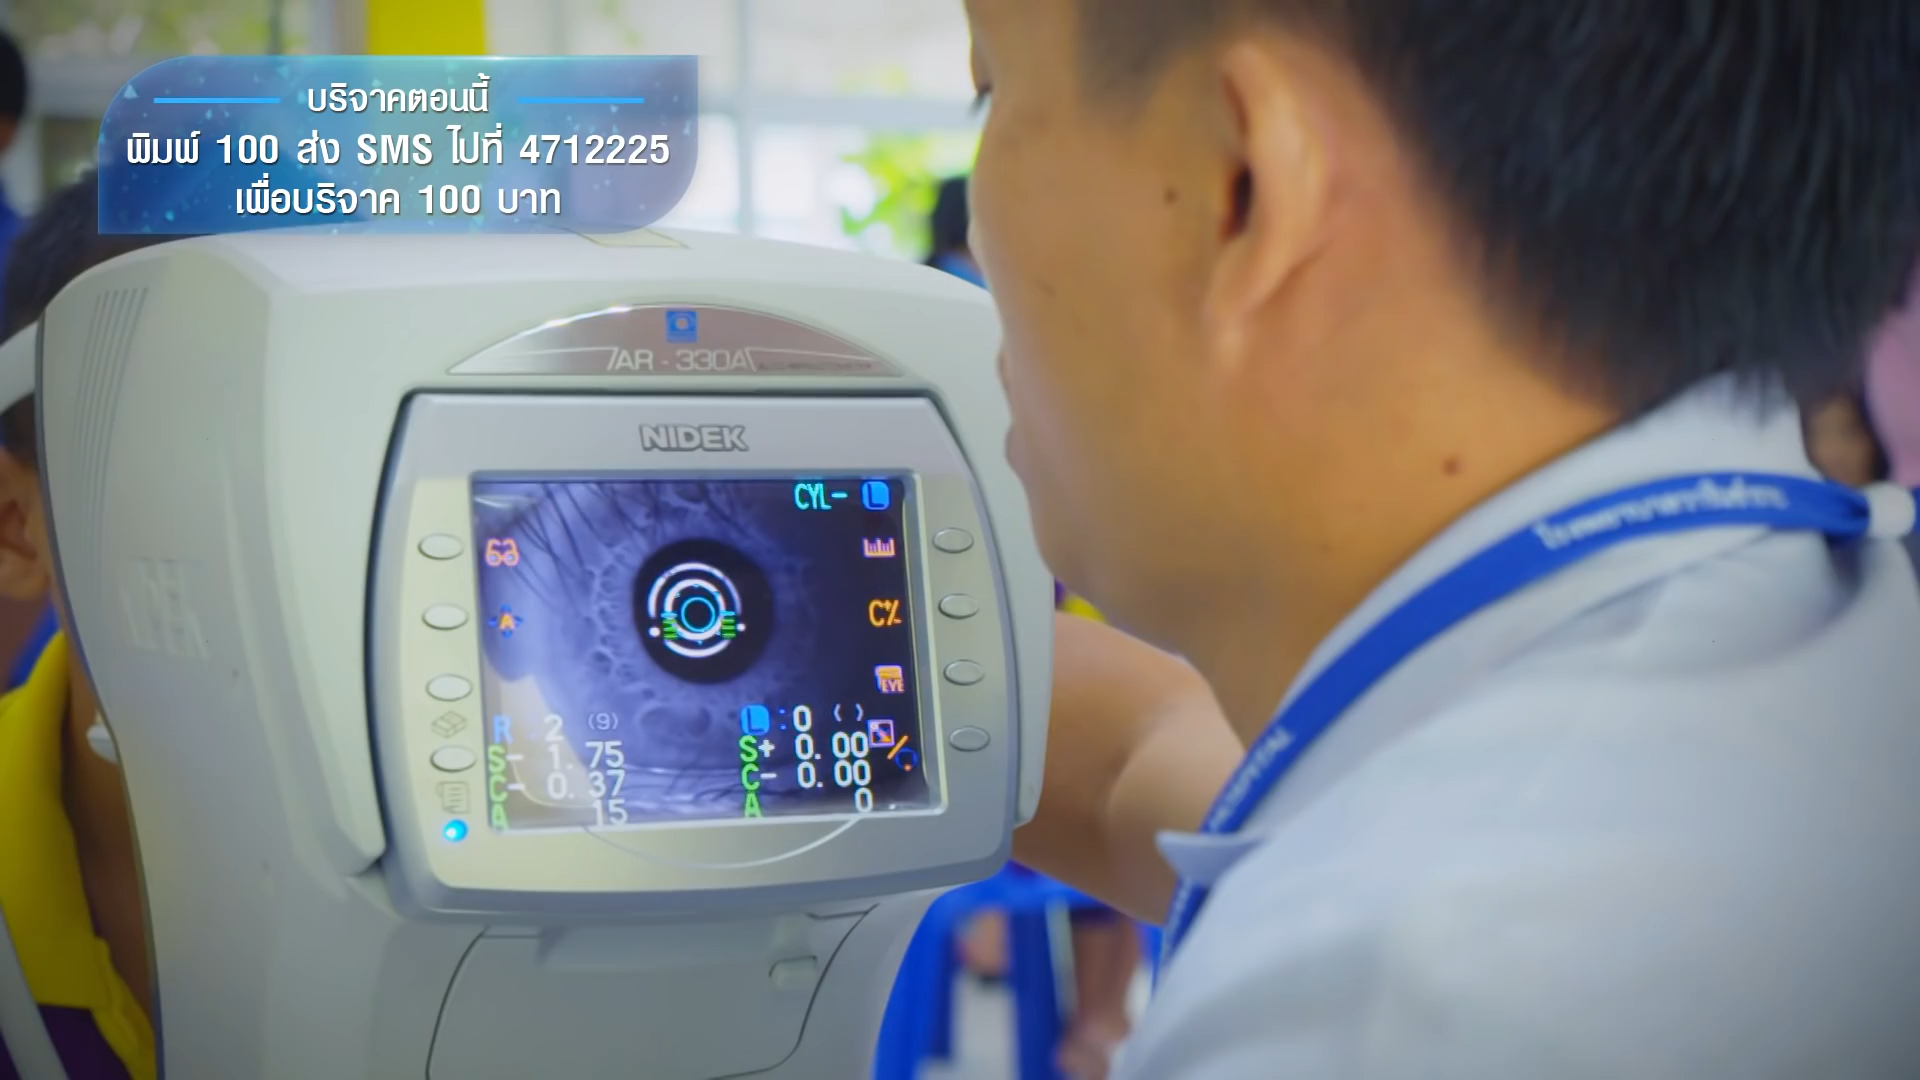 บริจาคตอนนี้
พิมพ์ 100 ส่ง SMS ไปที่ 4712225
เพื่อบริจาค 100 บาท
AR - 330A
NIDEK
CYL- L
A
C+/-
EYE
R 2 (9)
S- 1.75
C- 0.37
A 15
L : 0 ( )
S+ 0.00
C- 0.00
A 0
NIDEK
HOSPITAL